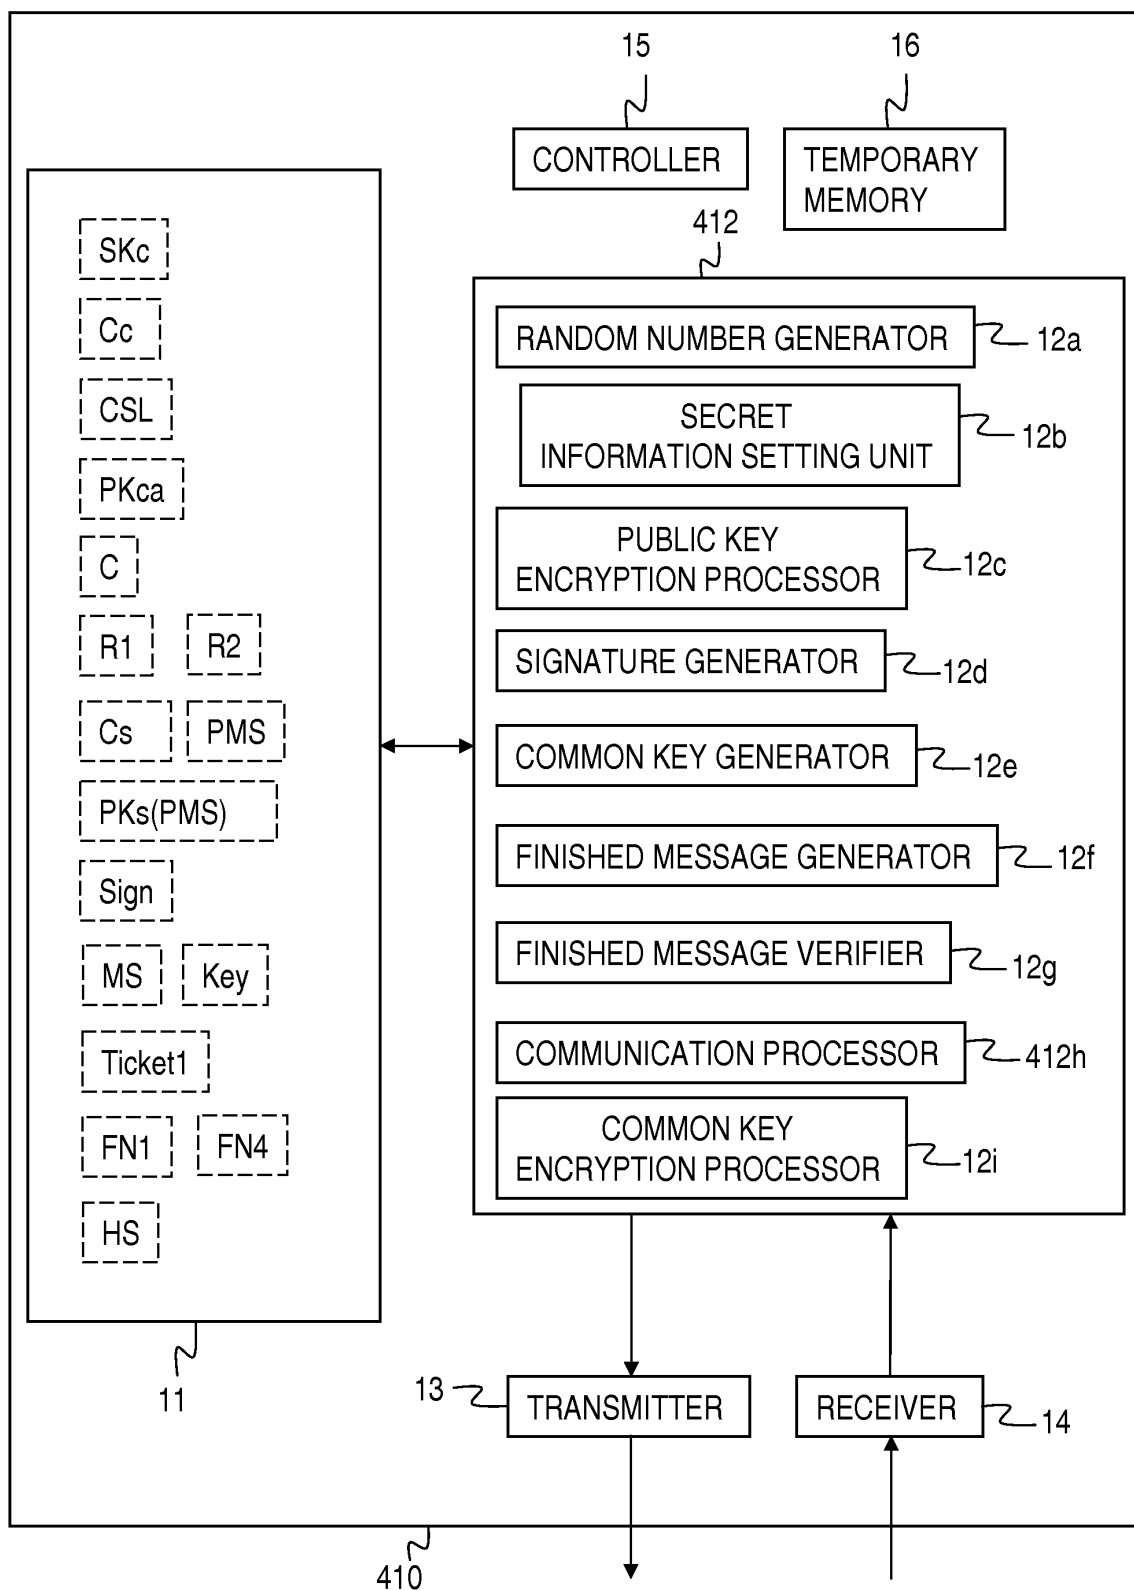 15
16
CONTROLLER
TEMPORARY
MEMORY
412
SKc
Cc
CSL
PKca
C
R1
R2
Cs
PMS
PKs(PMS)
Sign
MS
Key
Ticket1
FN1
FN4
HS
11
RANDOM NUMBER GENERATOR
12a
SECRET
INFORMATION SETTING UNIT
12b
PUBLIC KEY
ENCRYPTION PROCESSOR
12c
SIGNATURE GENERATOR
12d
COMMON KEY GENERATOR
12e
FINISHED MESSAGE GENERATOR
12f
FINISHED MESSAGE VERIFIER
12g
COMMUNICATION PROCESSOR
412h
COMMON KEY
ENCRYPTION PROCESSOR
12i
13
TRANSMITTER
RECEIVER
14
410